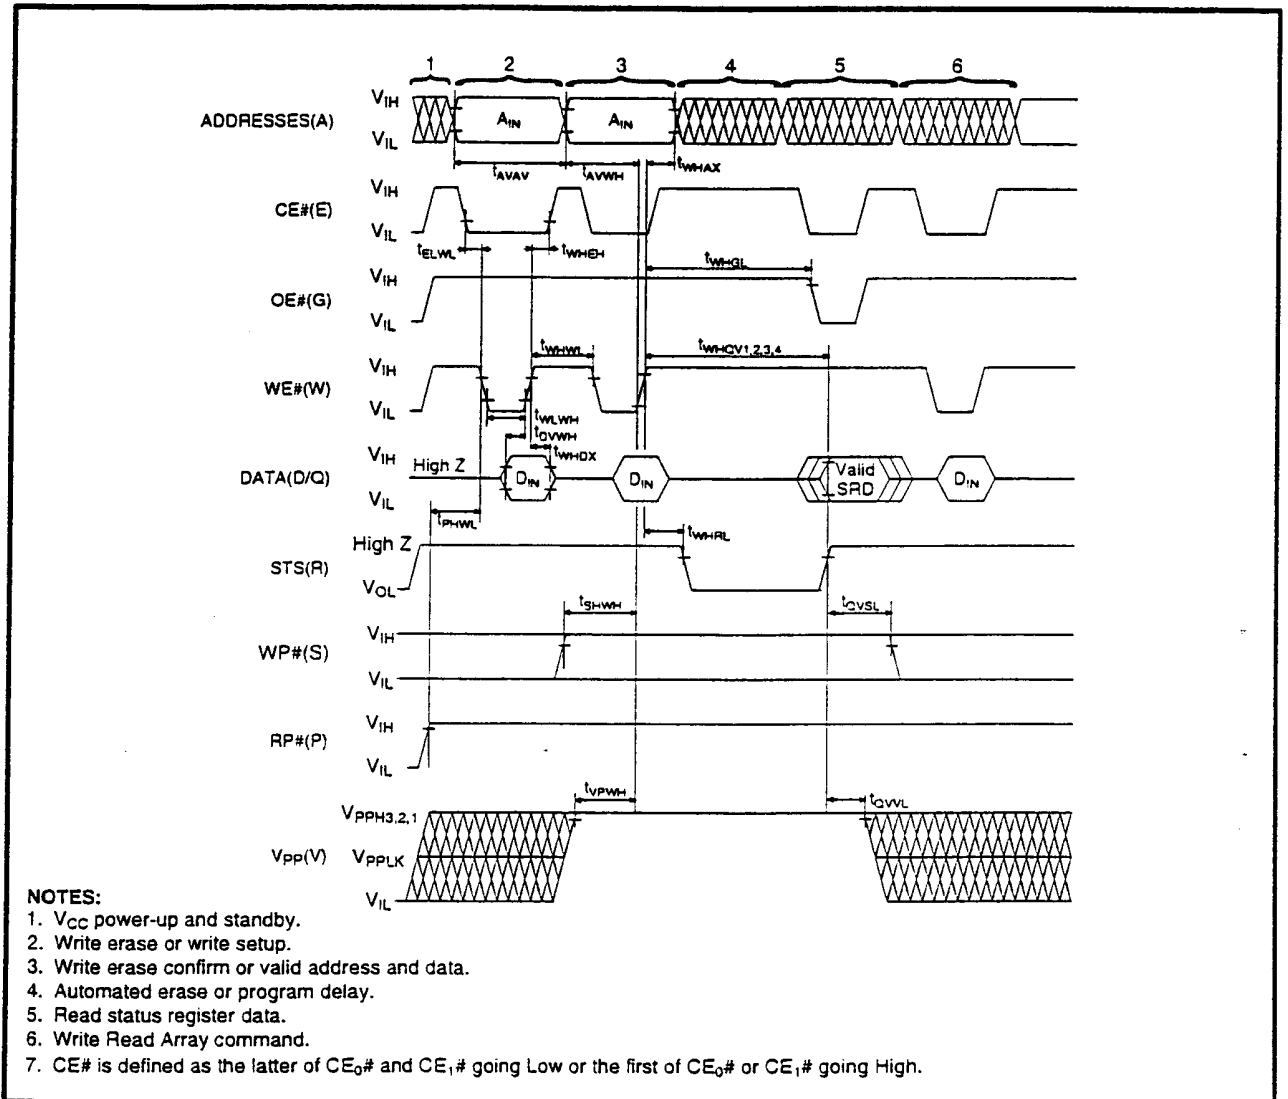 1 2 3 4 5 6
ADDRESSES(A) VIH VIL AIN AIN
tAVAV tAVWH tWHAX
CE#(E) VIH VIL
tELWL tWHEH tWHGL
OE#(G) VIH VIL
tWHWL tWHQV1,2,3,4
WE#(W) VIH VIL
tWLWH
tDVWH
tWHDX
DATA(D/Q) VIH High Z VIL DIN DIN Valid SRD DIN
tPHWL tWHRL
STS(R) High Z VOL
tSHWH tQVSL
WP#(S) VIH VIL
RP#(P) VIH VIL
tVPWH tQVVL
VPP(V) VPPH3,2,1 VPPLK VIL
NOTES:
1. VCC power-up and standby.
2. Write erase or write setup.
3. Write erase confirm or valid address and data.
4. Automated erase or program delay.
5. Read status register data.
6. Write Read Array command.
7. CE# is defined as the latter of CE0# and CE1# going Low or the first of CE0# or CE1# going High.